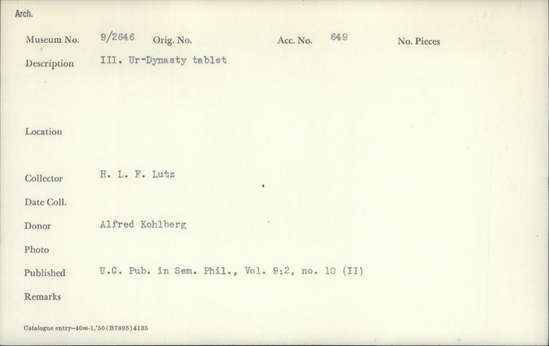 Arch.
Museum No. 9/2646 Orig. No. Acc. No. 649 No. Pieces
Description III. Ur-Dynasty tablet
Location
Collector H. L. F. Lutz
Date Coll.
Donor Alfred Kohlberg
Photo
Published U.C. Pub. in Sem. Phil., Vol. 9:2, no. 10 (II)
Remarks
Catalogue entry—40m-1,'50(B7895)4135